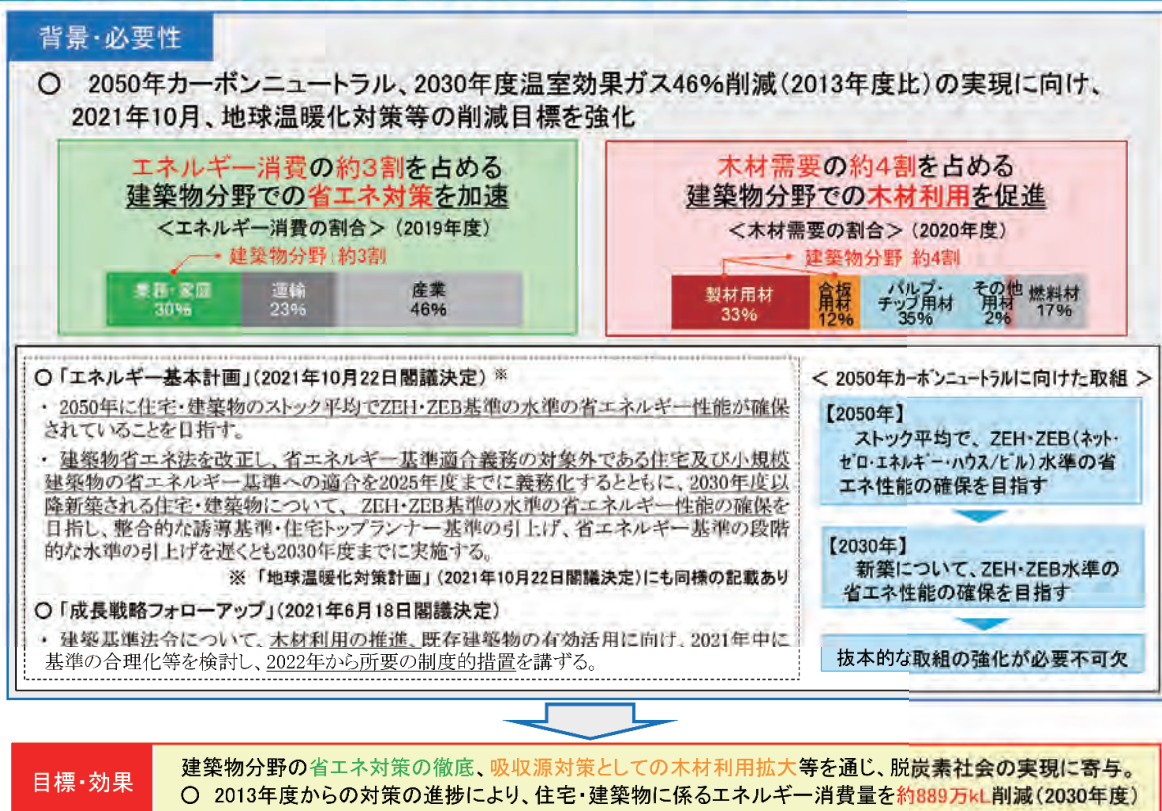 背景・必要性
○ 2050年カーボンニュートラル、2030年度温室効果ガス46%削減(2013年度比)の実現に向け、
2021年10月、地球温暖化対策等の削減目標を強化
エネルギー消費の約3割を占める
建築物分野での省エネ対策を加速
<エネルギー消費の割合>(2019年度)
建築物分野:約3割
業務・家庭
30%
運輸
23%
産業
46%
木材需要の約4割を占める
建築物分野での木材利用を促進
<木材需要の割合>(2020年度)
建築物分野 約4割
製材用材
33%
合板
用材
12%
パルプ・
チップ用材
35%
その他
用材
2%
燃料材
17%
○「エネルギー基本計画」(2021年10月22日閣議決定)※
・ 2050年に住宅・建築物のストック平均でZEH・ZEB基準の水準の省エネルギー性能が確保
されていることを目指す。
・ 建築物省エネ法を改正し、省エネルギー基準適合義務の対象外である住宅及び小規模
建築物の省エネルギー基準への適合を2025年度までに義務化するとともに、2030年度以
降新築される住宅・建築物について、ZEH・ZEB基準の水準の省エネルギー性能の確保を
目指し、整合的な誘導基準・住宅トップランナー基準の引上げ、省エネルギー基準の段階
的な水準の引上げを遅くとも2030年度までに実施する。
※ 「地球温暖化対策計画」(2021年10月22日閣議決定)にも同様の記載あり
○「成長戦略フォローアップ」(2021年6月18日閣議決定)
・ 建築基準法令について、木材利用の推進、既存建築物の有効活用に向け、2021年中に
基準の合理化等を検討し、2022年から所要の制度的措置を講ずる。
< 2050年カーボンニュートラルに向けた取組 >
【2050年】
ストック平均で、ZEH・ZEB(ネット・
ゼロ・エネルギー・ハウス/ビル)水準の省
エネ性能の確保を目指す
【2030年】
新築について、ZEH・ZEB水準の
省エネ性能の確保を目指す
抜本的な取組の強化が必要不可欠
目標・効果
建築物分野の省エネ対策の徹底、吸収源対策としての木材利用拡大等を通じ、脱炭素社会の実現に寄与。
○ 2013年度からの対策の進捗により、住宅・建築物に係るエネルギー消費量を約889万kL削減(2030年度)